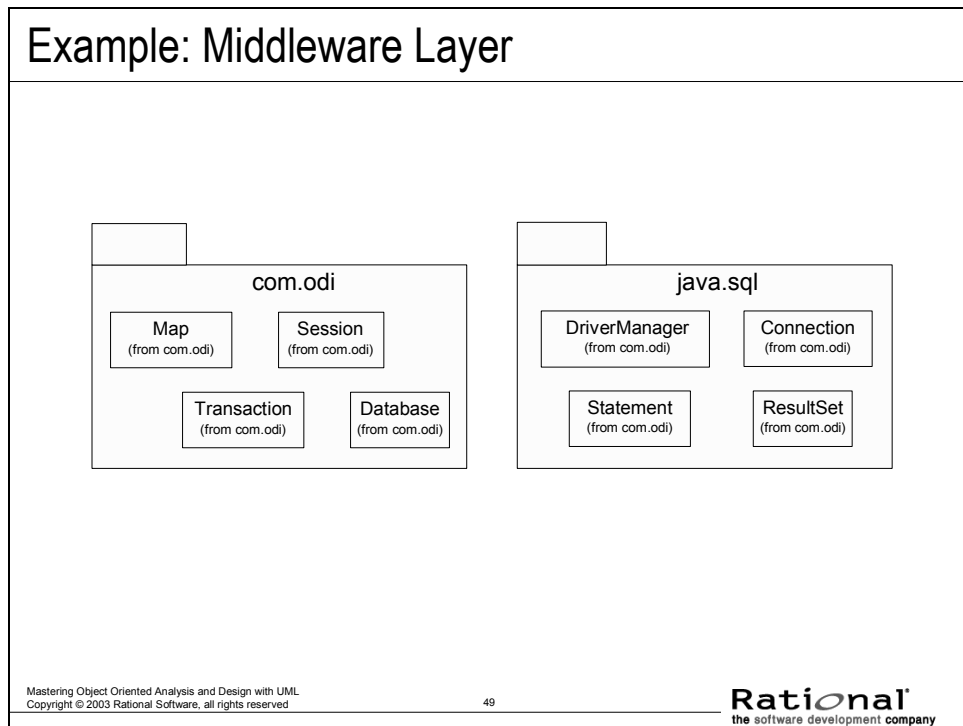 Example: Middleware Layer
com.odi
Map
(from com.odi)
Session
(from com.odi)
Transaction
(from com.odi)
Database
(from com.odi)
java.sql
DriverManager
(from com.odi)
Connection
(from com.odi)
Statement
(from com.odi)
ResultSet
(from com.odi)
Mastering Object Oriented Analysis and Design with UML
Copyright © 2003 Rational Software, all rights reserved
49
Rational
the software development company